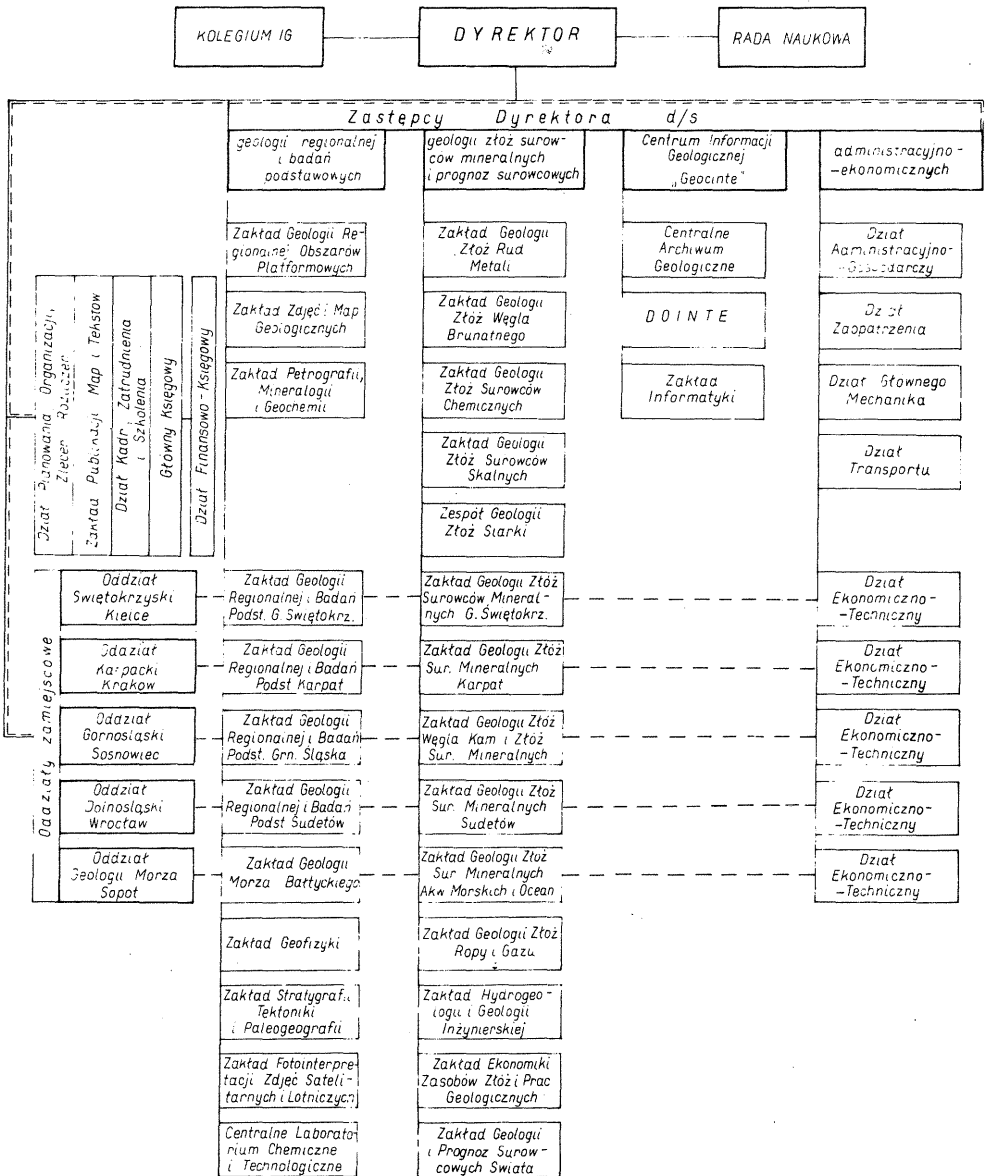 KOLEGIUM IG
DYREKTOR
RADA NAUKOWA
Zastępcy Dyrektora d/s
geologii regionalnej
i badań
podstawowych
geologii złóż surow-
ców mineralnych
i prognoz surowcowych
Centrum Informacji
Geologicznej
„Geocinte"
administracyjno-
-ekonomicznych
Zakład Geologii Re-
gionalnej Obszarów
Platformowych
Zakład Zdjęć i Map
Geologicznych
Zakład Petrografii,
Mineralogii
i Geochemii
Zakład Geologii
Złóż Rud
Metali
Zakład Geologii
Złóż Węgla
Brunatnego
Zakład Geologii
Złóż Surowców
Chemicznych
Zakład Geologii
Złóż Surowców
Skalnych
Zespół Geologii
Złóż Siarki
Centralne
Archiwum
Geologiczne
DOINTE
Zakład
Informatyki
Dział
Administracyjno-
-Gospodarczy
Dział
Zaopatrzenia
Dział Głownego
Mechanika
Dział
Transportu
Dział Planowania Organizacji,
Zleceń Rozliczeń
Zakład Publikacji Map i Tekstów
Dział Kadr, Zatrudnienia
i Szkolenia
Główny Księgowy
Dział Finansowo-Księgowy
Oddziały zamiejscowe
Oddział
Świętokrzyski
Kielce
Zakład Geologii
Regionalnej i Badań
Podst. G. Świętokrz.
Zakład Geologii Złóż
Surowców Mineral-
nych G. Świętokrz.
Dział
Ekonomiczno-
-Techniczny
Oddział
Karpacki
Krakow
Zakład Geologii
Regionalnej i Badań
Podst Karpat
Zakład Geologii Złóż
Sur. Mineralnych
Karpat
Dział
Ekonomiczno-
-Techniczny
Oddział
Gornośląski
Sosnowiec
Zakład Geologii
Regionalnej i Badań
Podst. Grn. Śląska
Zakład Geologii Złóż
Węgla Kam i Złóż
Sur. Mineralnych
Dział
Ekonomiczno-
-Techniczny
Oddział
Dolnośląski
Wrocław
Zakład Geologii
Regionalnej i Badań
Podst Sudetów
Zakład Geologii Złóż
Sur. Mineralnych
Sudetów
Dział
Ekonomiczno-
-Techniczny
Oddział
Geologii Morza
Sopot
Zakład Geologii
Morza Bałtyckiego
Zakład Geologii Złoż
Sur Mineralnych
Akw Morskich i Ocean
Dział
Ekonomiczno-
-Techniczny
Zakład Geofizyki
Zakład Geologii Złoż
Ropy i Gazu
Zakład Stratygrafii
Tektoniki
i Paleogeografii
Zakład Hydrogeo-
logii i Geologii
Inżynierskiej
Zakład Fotointerpre-
tacji Zdjęć Sateli-
tarnych i Lotniczych
Zakład Ekonomiki
Zasobów Złóż i Prac
Geologicznych
Centralne Laborato-
rium Chemiczne
i Technologiczne
Zakład Geologii
i Prognoz Surow-
cowych Świata